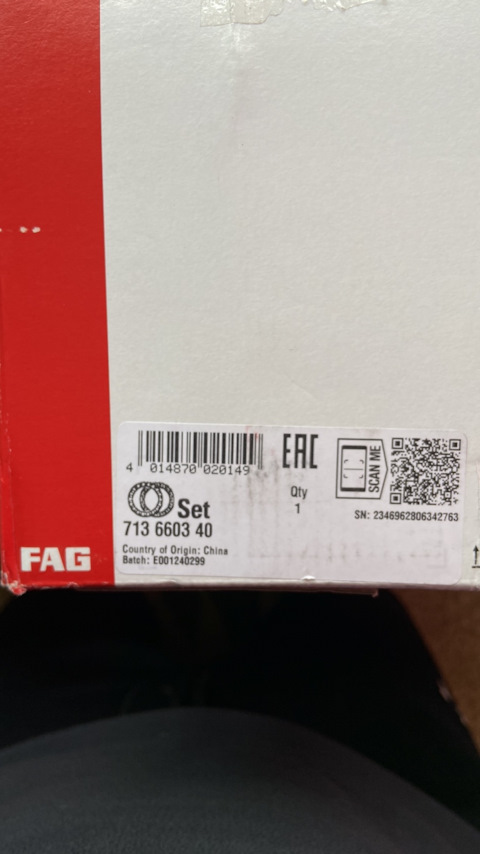 4 014870 020149
EAC
SCAN ME
Set
Qty
1
SN: 2346962806342763
713 6603 40
Country of Origin: China
Batch: E001240299
FAG